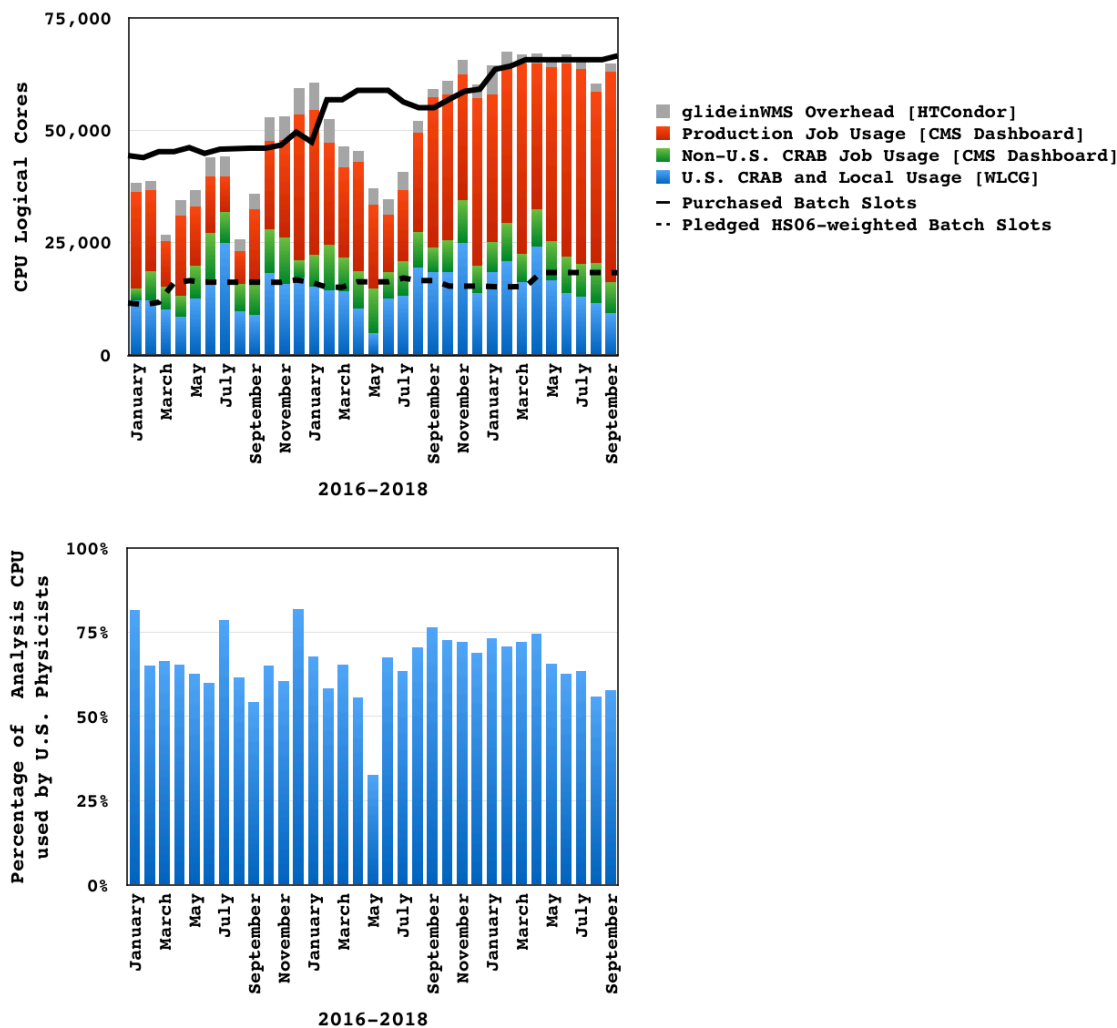 75,000
50,000
25,000
0
CPU Logical Cores
January
March
May
July
September
November
January
March
May
July
September
November
January
March
May
July
September
2016-2018
glideinWMS Overhead [HTCondor]
Production Job Usage [CMS Dashboard]
Non-U.S. CRAB Job Usage [CMS Dashboard]
U.S. CRAB and Local Usage [WLCG]
Purchased Batch Slots
Pledged HS06-weighted Batch Slots
100%
75%
50%
25%
0%
Percentage of Analysis CPU
used by U.S. Physicists
January
March
May
July
September
November
January
March
May
July
September
November
January
March
May
July
September
2016-2018